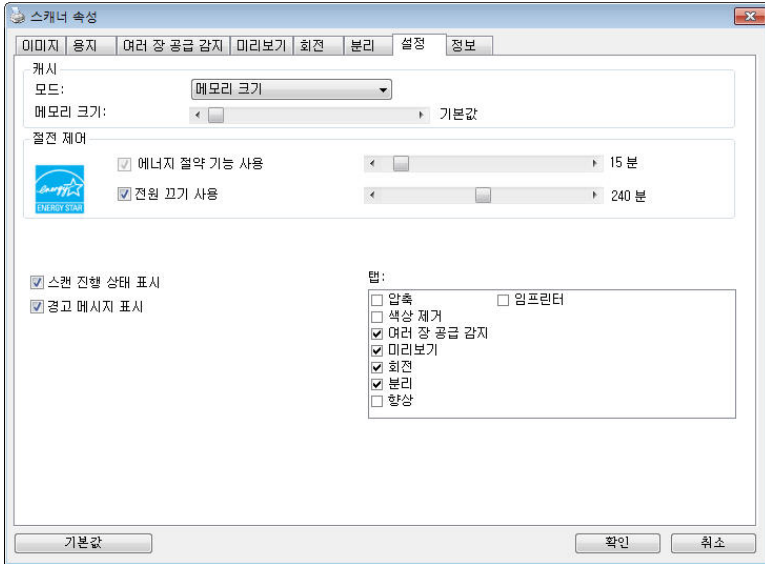 스캐너 속성
이미지 용지 여러 장 공급 감지 미리보기 회전 분리 설정 정보
캐시
모드: 메모리 크기
메모리 크기: 기본값
절전 제어
에너지 절약 기능 사용 15 분
전원 끄기 사용 240 분
energy
ENERGY STAR
스캔 진행 상태 표시
경고 메시지 표시
탭:
압축 임프린터
색상 제거
여러 장 공급 감지
미리보기
회전
분리
향상
기본값 확인 취소